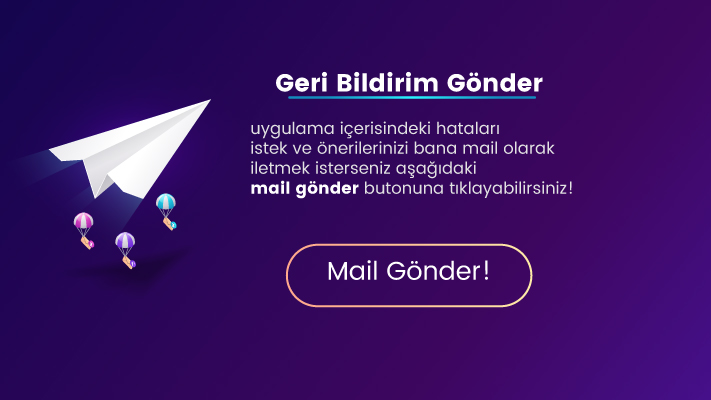 Geri Bildirim Gönder
uygulama içerisindeki hataları
istek ve önerilerinizi bana mail olarak
iletmek isterseniz aşağıdaki
mail gönder butonuna tıklayabilirsiniz!
Mail Gönder!